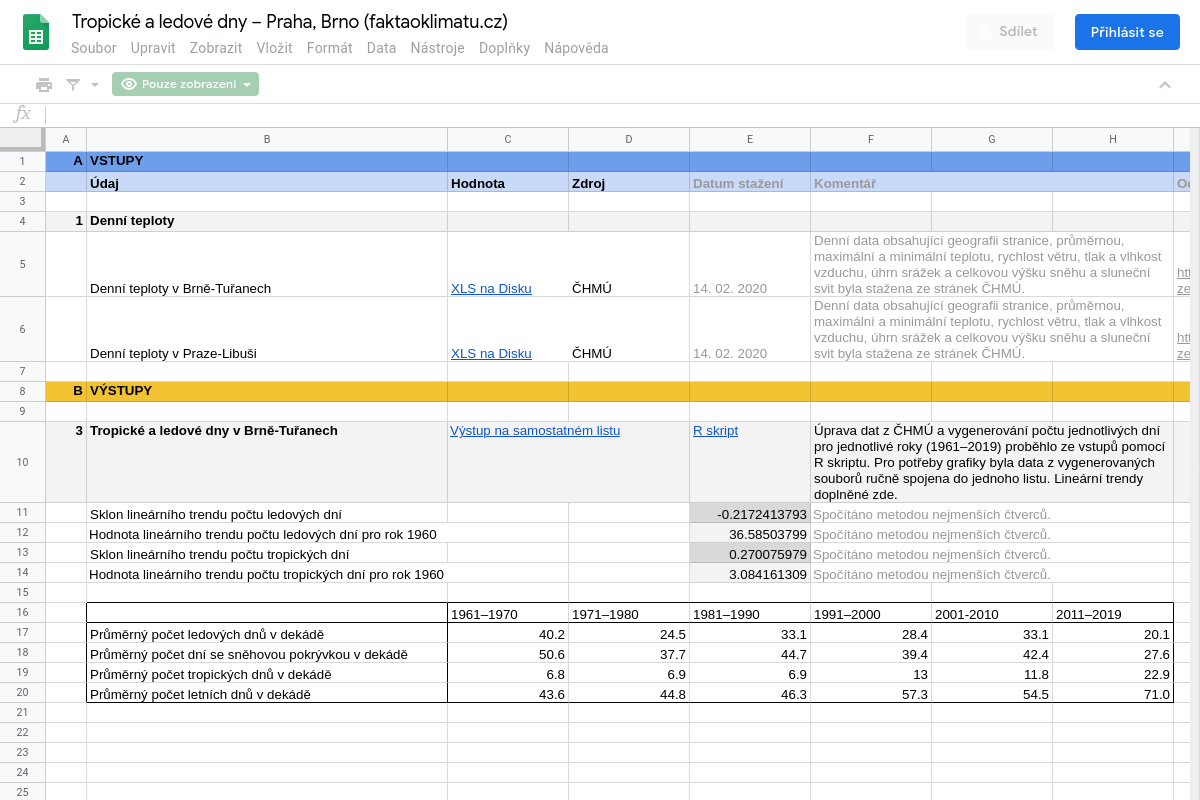 Tropické a ledové dny – Praha, Brno (faktaoklimatu.cz)
Soubor Upravit Zobrazit Vložit Formát Data Nástroje Doplňky Nápověda
Sdílet
Přihlásit se
Pouze zobrazení
fx
A B C D E F G H
1 A VSTUPY
2 Údaj Hodnota Zdroj Datum stažení Komentář
3
4 1 Denní teploty
5 Denní teploty v Brně-Tuřanech XLS na Disku ČHMÚ 14. 02. 2020
Denní data obsahující geografii stranice, průměrnou,
maximální a minimální teplotu, rychlost větru, tlak a vlhkost
vzduchu, úhrn srážek a celkovou výšku sněhu a sluneční
svit byla stažena ze stránek ČHMÚ.
6 Denní teploty v Praze-Libuši XLS na Disku ČHMÚ 14. 02. 2020
Denní data obsahující geografii stranice, průměrnou,
maximální a minimální teplotu, rychlost větru, tlak a vlhkost
vzduchu, úhrn srážek a celkovou výšku sněhu a sluneční
svit byla stažena ze stránek ČHMÚ.
7
8 B VÝSTUPY
9
10 3 Tropické a ledové dny v Brně-Tuřanech Výstup na samostatném listu R skript
Úprava dat z ČHMÚ a vygenerování počtu jednotlivých dní
pro jednotlivé roky (1961–2019) proběhlo ze vstupů pomocí
R skriptu. Pro potřeby grafiky byla data z vygenerovaných
souborů ručně spojena do jednoho listu. Lineární trendy
doplněné zde.
11 Sklon lineárního trendu počtu ledových dní -0.2172413793 Spočítáno metodou nejmenších čtverců.
12 Hodnota lineárního trendu počtu ledových dní pro rok 1960 36.58503799 Spočítáno metodou nejmenších čtverců.
13 Sklon lineárního trendu počtu tropických dní 0.270075979 Spočítáno metodou nejmenších čtverců.
14 Hodnota lineárního trendu počtu tropických dní pro rok 1960 3.084161309 Spočítáno metodou nejmenších čtverců.
15
16 1961–1970 1971–1980 1981–1990 1991–2000 2001-2010 2011–2019
17 Průměrný počet ledových dnů v dekádě 40.2 24.5 33.1 28.4 33.1 20.1
18 Průměrný počet dní se sněhovou pokrývkou v dekádě 50.6 37.7 44.7 39.4 42.4 27.6
19 Průměrný počet tropických dnů v dekádě 6.8 6.9 6.9 13 11.8 22.9
20 Průměrný počet letních dnů v dekádě 43.6 44.8 46.3 57.3 54.5 71.0
21
22
23
24
25